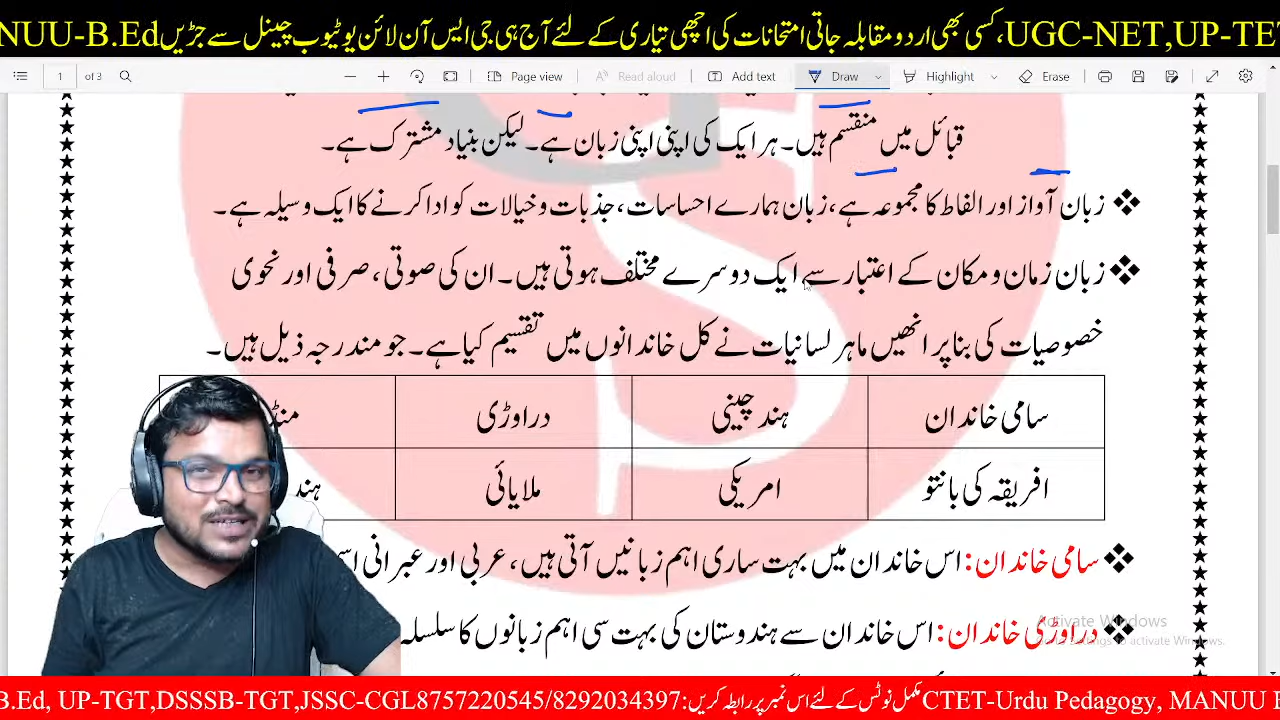 UGC-NET,UP-TE، کسی بھی اردو مقابلہ جاتی امتحانات کی اچھی تیاری کے لئے آج ہی جی ایس آن لائن یو ٹیوب چینل سے جڑیں NUU-B.Ed
1 of 3 Page view Read aloud Add text Draw Highlight Erase
قبائل میں منقسم ہیں۔ ہر ایک کی اپنی اپنی زبان ہے۔ لیکن بنیاد مشترک ہے۔
❖ زبان آواز اور الفاظ کا مجموعہ ہے، زبان ہمارے احساسات، جذبات و خیالات کو ادا کرنے کا ایک وسیلہ ہے۔
❖ زبان زمان و مکان کے اعتبار سے ایک دوسرے مختلف ہوتی ہیں۔ ان کی صوتی، صرفی اور نحوی
خصوصیات کی بنا پر انھیں ماہر لسانیات نے کل خاندانوں میں تقسیم کیا ہے۔ جو مندرجہ ذیل ہیں۔
سامی خاندان ہند چینی دراوڑی
افریقہ کی بانتو امریکی ملایائی ہند
❖ سامی خاندان: اس خاندان میں بہت ساری اہم زبانیں آتی ہیں، عربی اور عبرانی
❖ دراوڑی خاندان: اس خاندان سے ہندوستان کی بہت سی اہم زبانوں کا سلسلہ
Activate Windows
B.Ed, UP-TGT,DSSSB-TGT,JSSC-CGL8757220545/8292034397:مکمل نوٹس کے لئے اس نمبر پر رابطہ کریں CTET-Urdu Pedagogy, MANUU